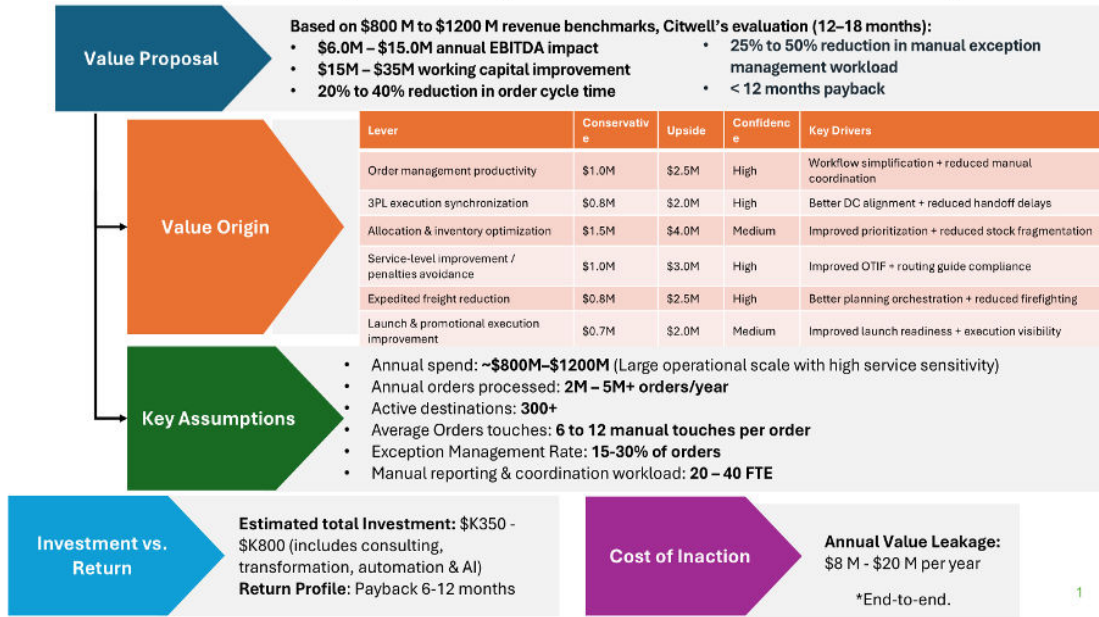 Value Proposal
Based on $800 M to $1200 M revenue benchmarks, Citwell’s evaluation (12–18 months):
• $6.0M – $15.0M annual EBITDA impact
• $15M – $35M working capital improvement
• 20% to 40% reduction in order cycle time
• 25% to 50% reduction in manual exception
management workload
• < 12 months payback
Value Origin
Lever Conservativ Upside Confidenc Key Drivers
e e
Order management productivity $1.0M $2.5M High Workflow simplification + reduced manual
coordination
3PL execution synchronization $0.8M $2.0M High Better DC alignment + reduced handoff delays
Allocation & inventory optimization $1.5M $4.0M Medium Improved prioritization + reduced stock fragmentation
Service-level improvement /
penalties avoidance $1.0M $3.0M High Improved OTIF + routing guide compliance
Expedited freight reduction $0.8M $2.5M High Better planning orchestration + reduced firefighting
Launch & promotional execution
improvement $0.7M $2.0M Medium Improved launch readiness + execution visibility
Key Assumptions
• Annual spend: ~$800M–$1200M (Large operational scale with high service sensitivity)
• Annual orders processed: 2M – 5M+ orders/year
• Active destinations: 300+
• Average Orders touches: 6 to 12 manual touches per order
• Exception Management Rate: 15-30% of orders
• Manual reporting & coordination workload: 20 – 40 FTE
Investment vs.
Return
Estimated total Investment: $K350 -
$K800 (includes consulting,
transformation, automation & AI)
Return Profile: Payback 6-12 months
Cost of Inaction
Annual Value Leakage:
$8 M - $20 M per year
*End-to-end.
1